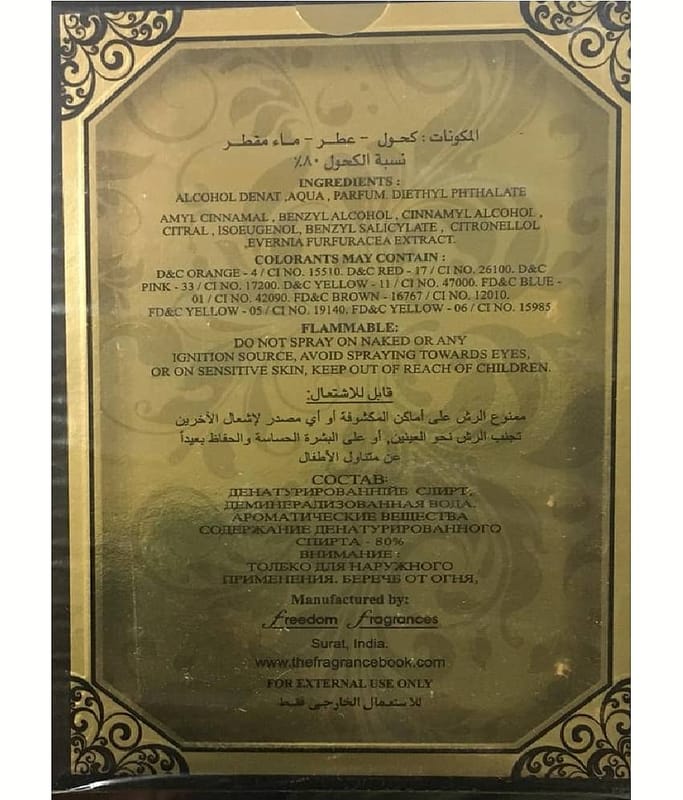 المكونات : كحول - عطر - ماء مقطر
نسبة الكحول ٨٠٪
INGREDIENTS :
ALCOHOL DENAT ,AQUA , PARFUM. DIETHYL PHTHALATE
AMYL CINNAMAL , BENZYL ALCOHOL , CINNAMYL ALCOHOL ,
CITRAL , ISOEUGENOL, BENZYL SALICYLATE , CITRONELLOL
,EVERNIA FURFURACEA EXTRACT.
COLORANTS MAY CONTAIN :
D&C ORANGE - 4 / CI NO. 15510. D&C RED - 17 / CI NO. 26100. D&C
PINK - 33 / CI NO. 17200. D&C YELLOW - 11 / CI NO. 47000. FD&C BLUE -
01 / CI NO. 42090. FD&C BROWN - 16767 / CI NO. 12010.
FD&C YELLOW - 05 / CI NO. 19140. FD&C YELLOW - 06 / CI NO. 15985
FLAMMABLE:
DO NOT SPRAY ON NAKED OR ANY
IGNITION SOURCE, AVOID SPRAYING TOWARDS EYES,
OR ON SENSITIVE SKIN, KEEP OUT OF REACH OF CHILDREN.
قابل للاشتعال:
ممنوع الرش على أماكن المكشوفة أو أي مصدر لإشعال الآخرين
تجنب الرش نحو العينين, أو على البشرة الحساسة والحفاظ بعيداً
عن متناول الأطفال
СОСТАВ:
ДЕНАТУРИРОВАННПЙБ СЛИРТ,
ДЕМИНЕРАЛИЗОВАННАЯ ВОДА.
АРОМАТИЧЕСКИЕ ВЕЩЕСТВА
СОДЕРЖАНИЕ ДЕНАТУРИРОВАННОГО
СПИРТА - 80%
ВНИМАНИЕ :
ТОЛБКО ДЛЯ НАРУЖНОГО
ПРИМЕНЕНИЯ. БЕРЕЧБ ОТ ОГНЯ,
Manufactured by:
freedom fragrances
Surat, India.
www.thefragrancebook.com
FOR EXTERNAL USE ONLY
للاستعمال الخارجي فقط